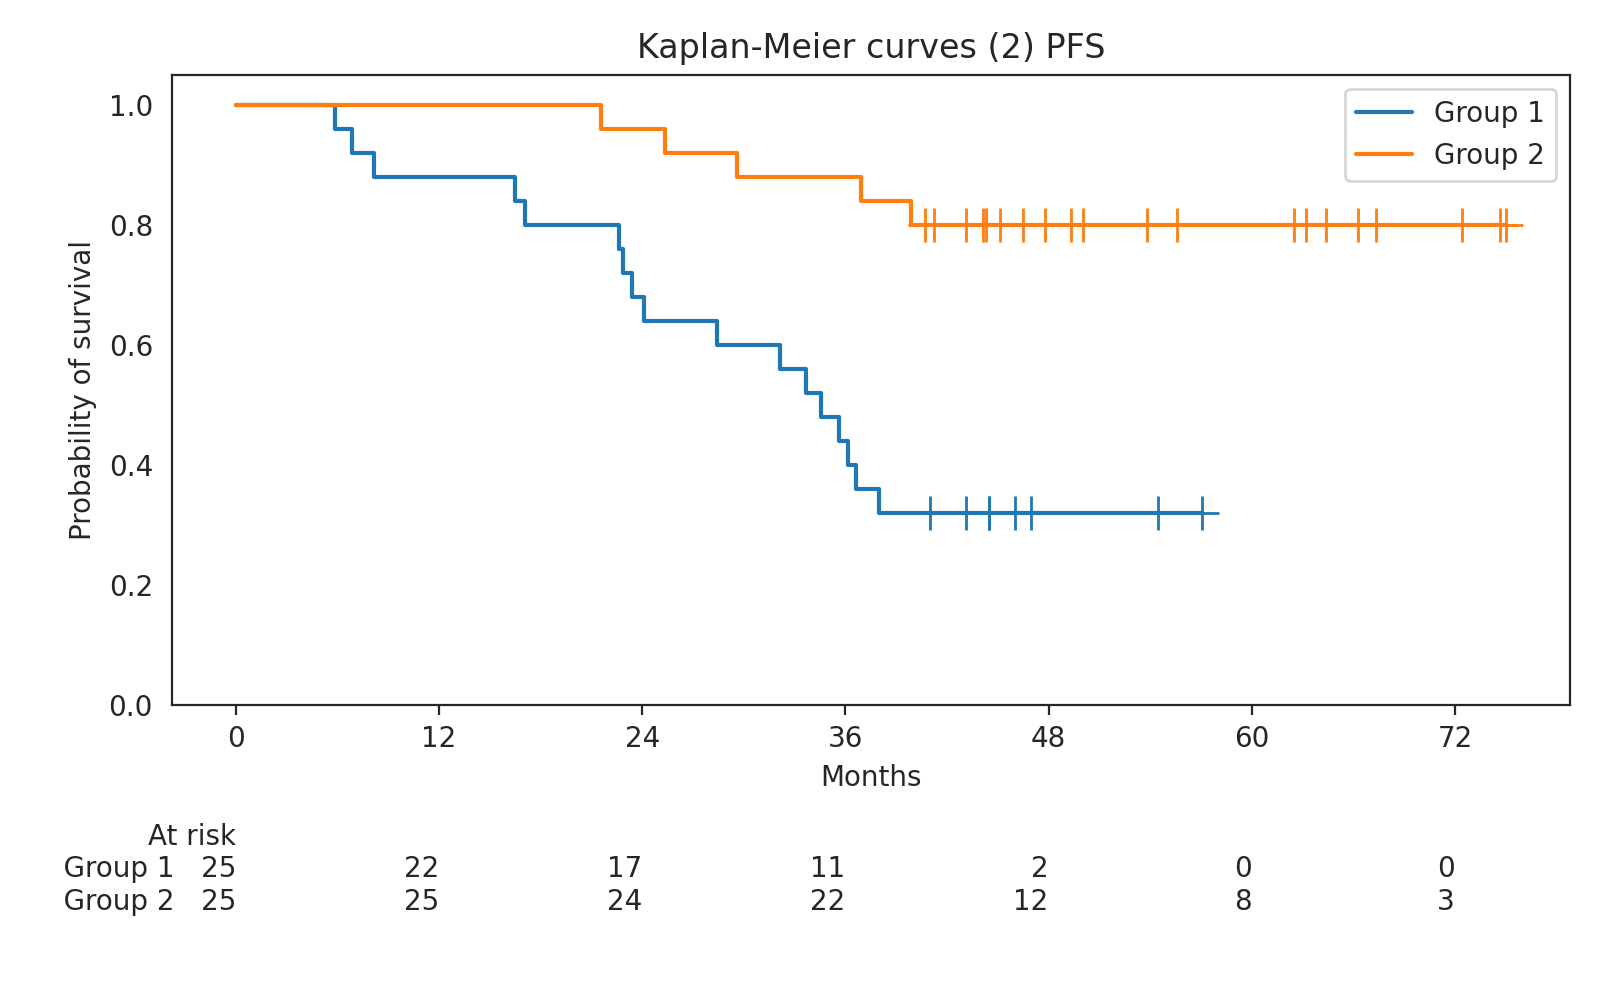 Kaplan-Meier curves (2) PFS
Group 1
Group 2
Probability of survival
1.0
0.8
0.6
0.4
0.2
0.0
0 12 24 36 48 60 72
Months
At risk
Group 1 25 22 17 11 2 0 0
Group 2 25 25 24 22 12 8 3